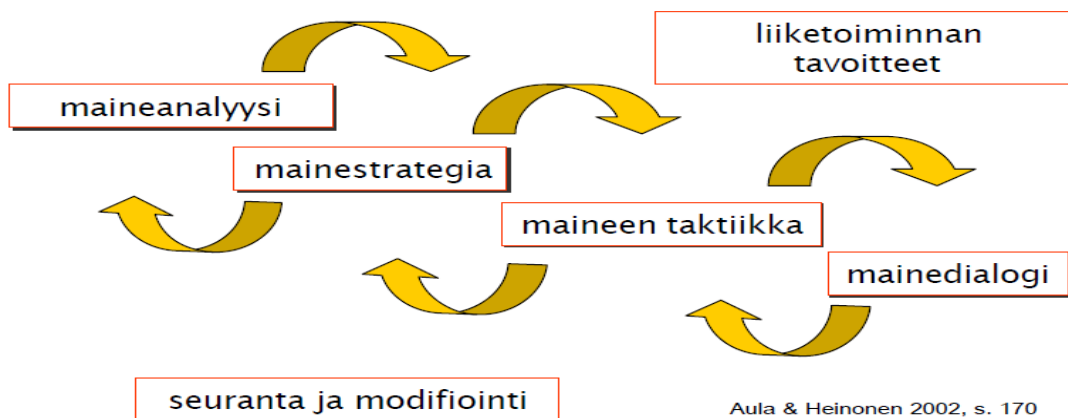 liiketoiminnan
tavoitteet
maineanalyysi
mainestrategia
maineen taktiikka
mainedialogi
seuranta ja modifiointi
Aula & Heinonen 2002, s. 170